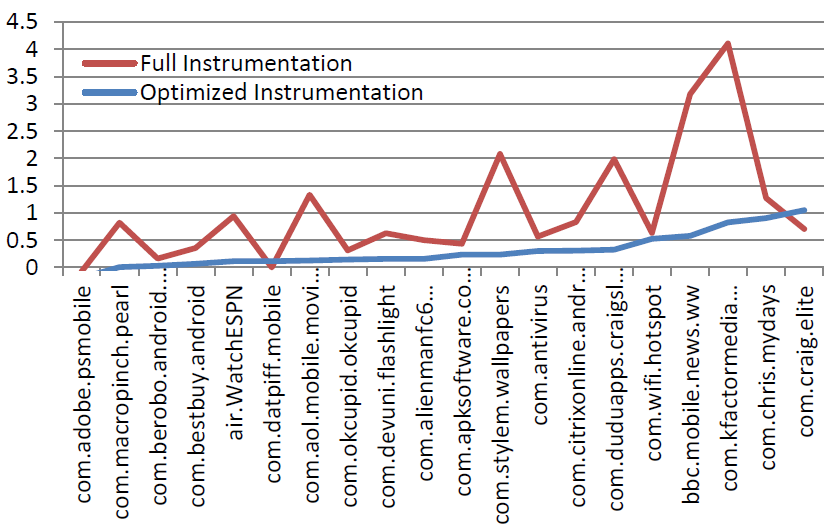 4.5
4
3.5
3
2.5
2
1.5
1
0.5
0
Full Instrumentation
Optimized Instrumentation
com.adobe.psmobile
com.macropinch.pearl
com.berobo.android.…
com.bestbuy.android
air.WatchESPN
com.datpiff.mobile
com.aol.mobile.movi…
com.okcupid.okcupid
com.devuni.flashlight
com.alienmanfc6…
com.apksoftware.co…
com.stylem.wallpapers
com.antivirus
com.citrixonline.andr…
com.duduapps.craigsl…
com.wifi.hotspot
bbc.mobile.news.ww
com.kfactormedia…
com.chris.mydays
com.craig.elite